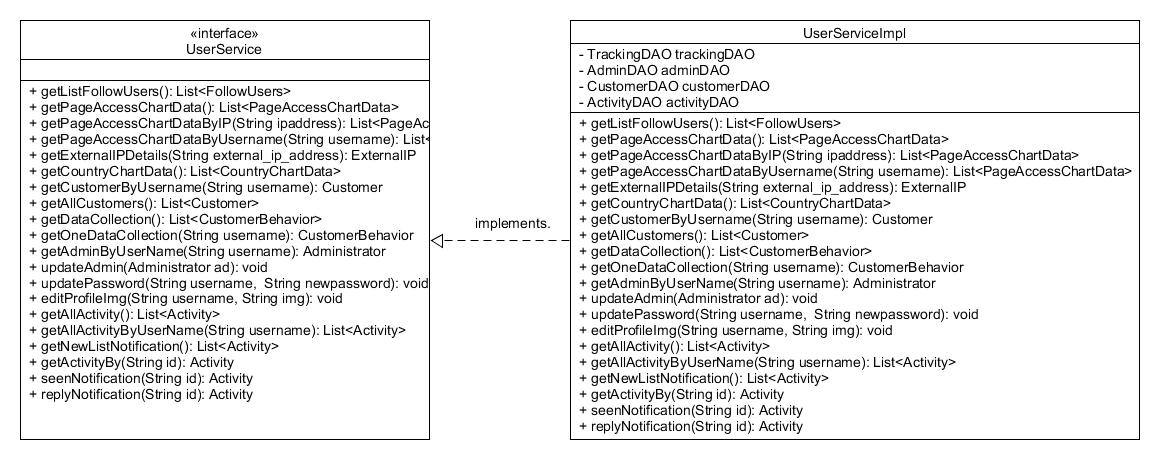 «interface»
UserService
+ getListFollowUsers(): List<FollowUsers>
+ getPageAccessChartData(): List<PageAccessChartData>
+ getPageAccessChartDataByIP(String ipaddress): List<PageAc
+ getPageAccessChartDataByUsername(String username): List<
+ getExternalIPDetails(String external_ip_address): ExternalIP
+ getCountryChartData(): List<CountryChartData>
+ getCustomerByUsername(String username): Customer
+ getAllCustomers(): List<Customer>
+ getDataCollection(): List<CustomerBehavior>
+ getOneDataCollection(String username): CustomerBehavior
+ getAdminByUserName(String username): Administrator
+ updateAdmin(Administrator ad): void
+ updatePassword(String username,  String newpassword): void
+ editProfileImg(String username, String img): void
+ getAllActivity(): List<Activity>
+ getAllActivityByUserName(String username): List<Activity>
+ getNewListNotification(): List<Activity>
+ getActivityBy(String id): Activity
+ seenNotification(String id): Activity
+ replyNotification(String id): Activity
implements.
UserServiceImpl
- TrackingDAO trackingDAO
- AdminDAO adminDAO
- CustomerDAO customerDAO
- ActivityDAO activityDAO
+ getListFollowUsers(): List<FollowUsers>
+ getPageAccessChartData(): List<PageAccessChartData>
+ getPageAccessChartDataByIP(String ipaddress): List<PageAccessChartData>
+ getPageAccessChartDataByUsername(String username): List<PageAccessChartData>
+ getExternalIPDetails(String external_ip_address): ExternalIP
+ getCountryChartData(): List<CountryChartData>
+ getCustomerByUsername(String username): Customer
+ getAllCustomers(): List<Customer>
+ getDataCollection(): List<CustomerBehavior>
+ getOneDataCollection(String username): CustomerBehavior
+ getAdminByUserName(String username): Administrator
+ updateAdmin(Administrator ad): void
+ updatePassword(String username,  String newpassword): void
+ editProfileImg(String username, String img): void
+ getAllActivity(): List<Activity>
+ getAllActivityByUserName(String username): List<Activity>
+ getNewListNotification(): List<Activity>
+ getActivityBy(String id): Activity
+ seenNotification(String id): Activity
+ replyNotification(String id): Activity